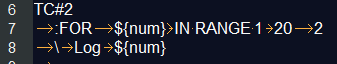 6 TC#2
7 :FOR ${num} IN RANGE 1 20 2
8 \ Log ${num}